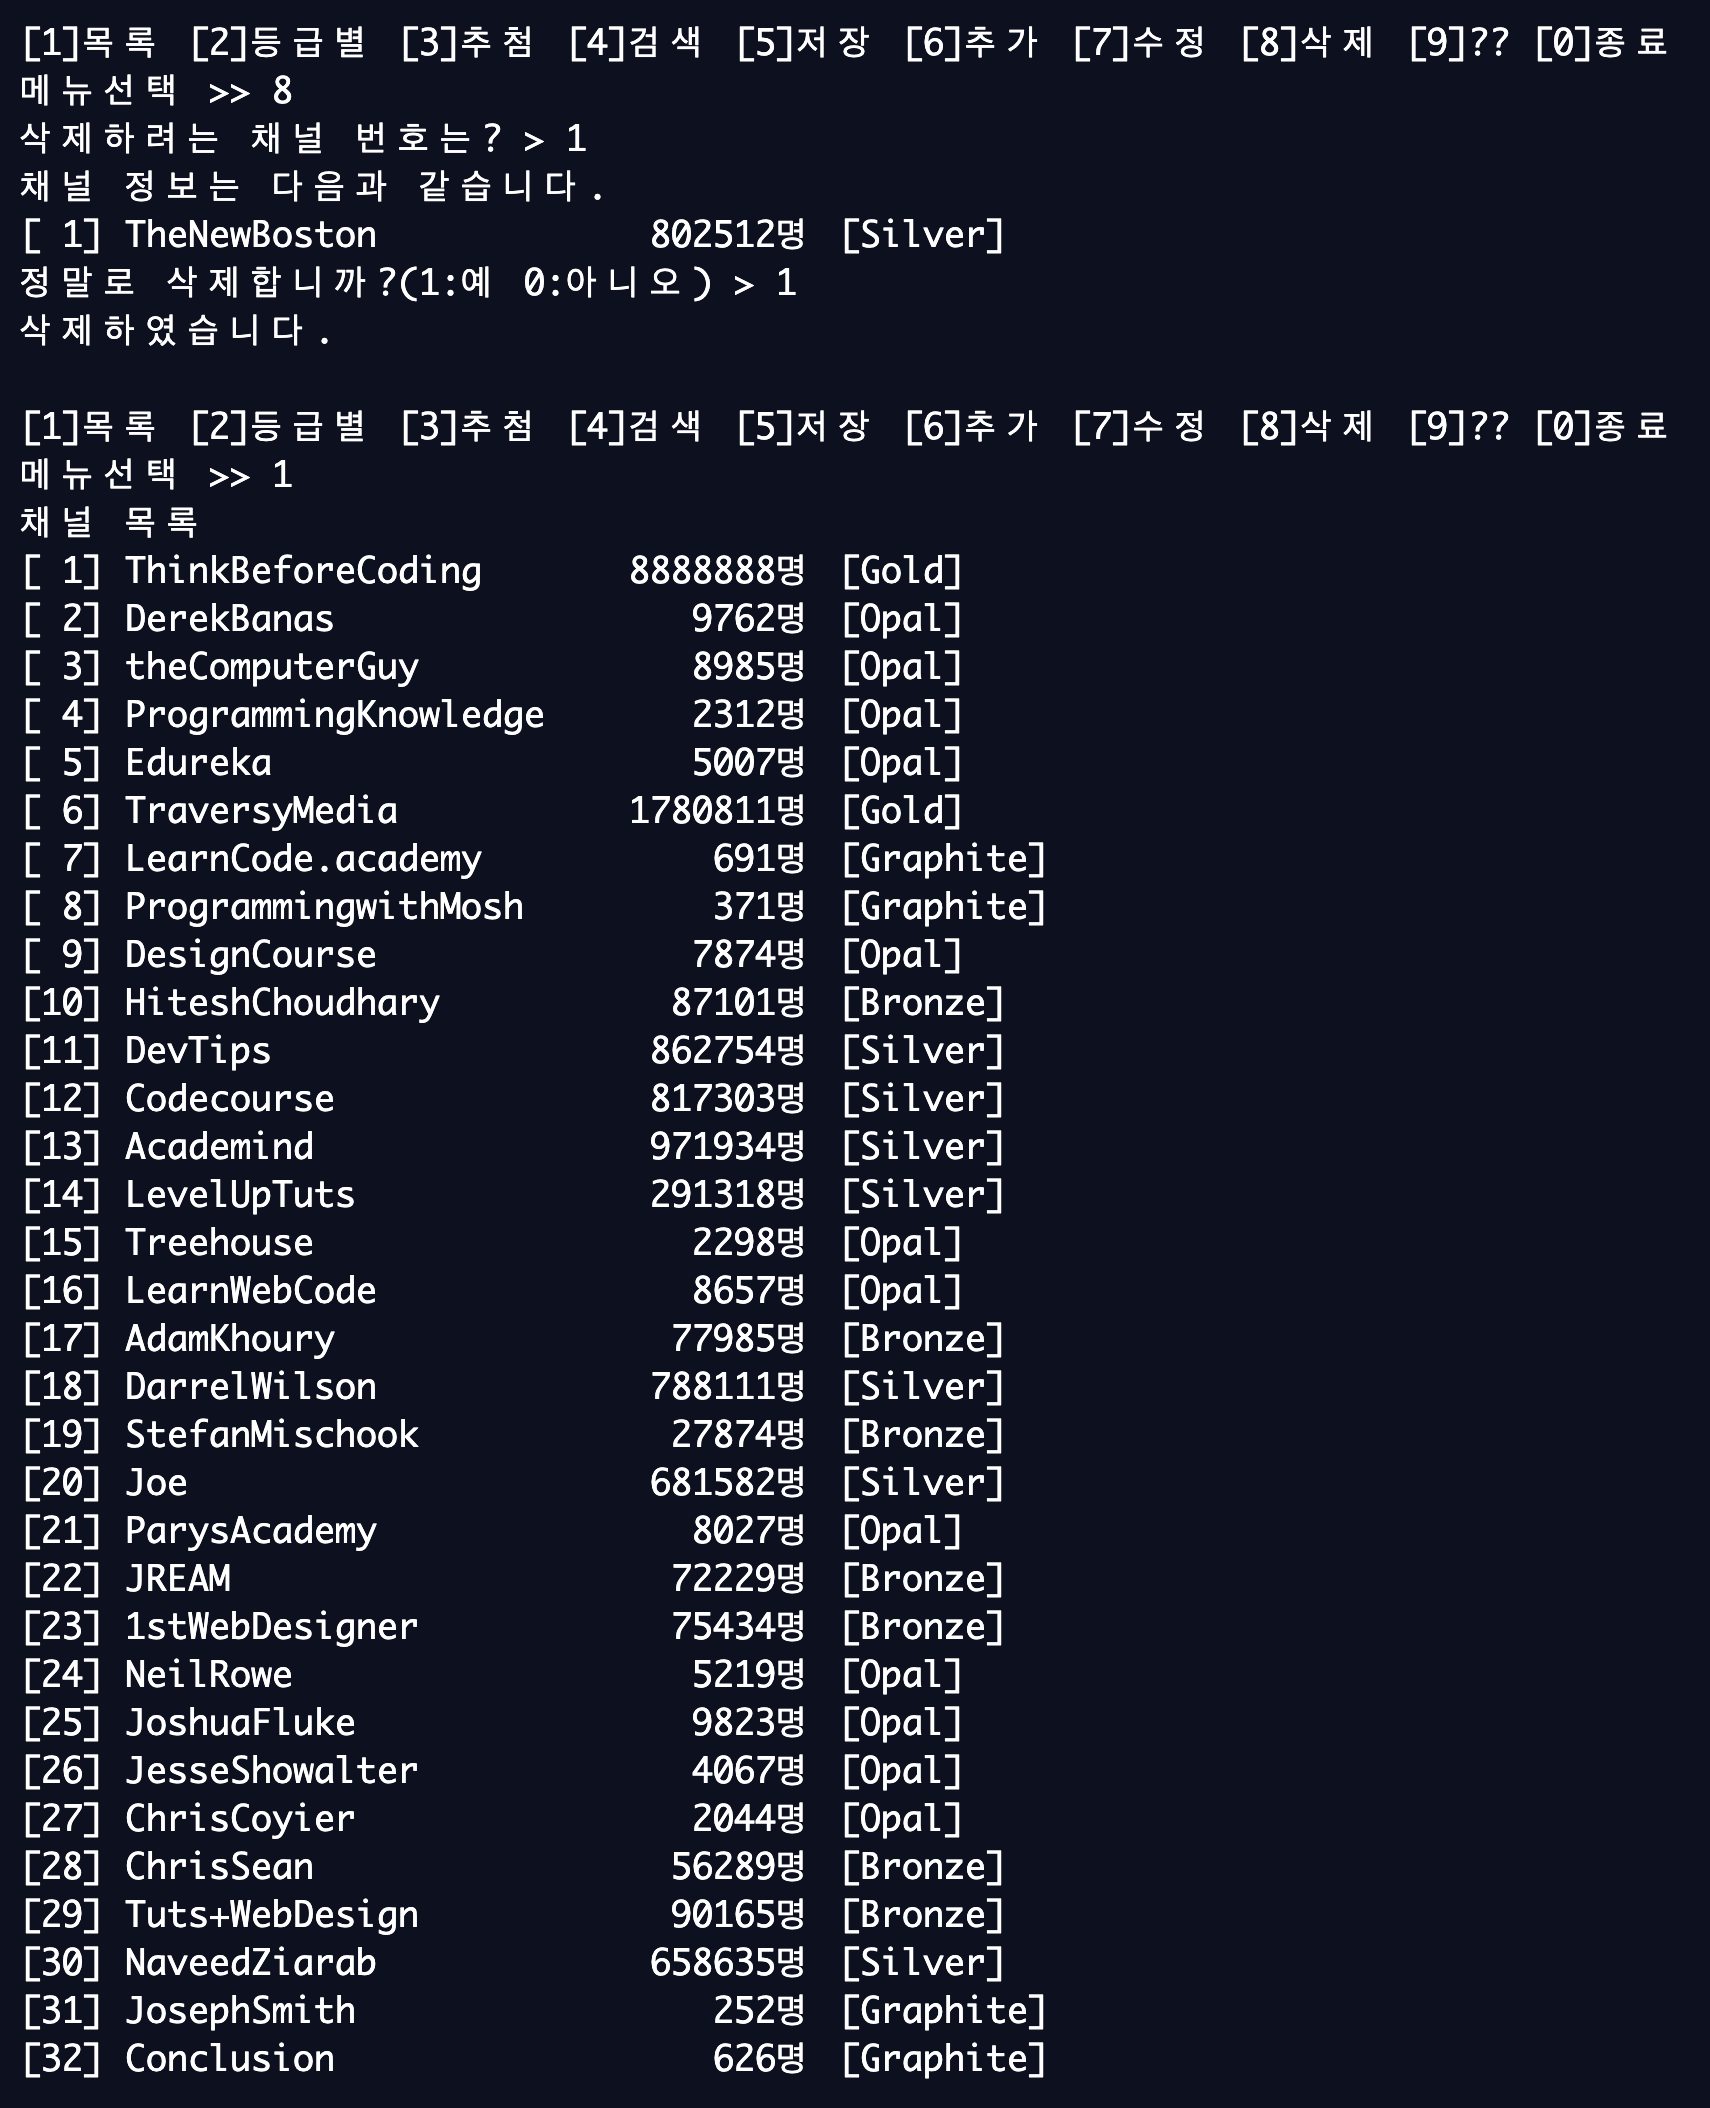 [1]목록 [2]등급별 [3]추첨 [4]검색 [5]저장 [6]추가 [7]수정 [8]삭제 [9]?? [0]종료
메뉴선택 >> 8
삭제하려는 채널 번호는? > 1
채널 정보는 다음과 같습니다.
[ 1] TheNewBoston 802512명 [Silver]
정말로 삭제합니까?(1:예 0:아니오) > 1
삭제하였습니다.
[1]목록 [2]등급별 [3]추첨 [4]검색 [5]저장 [6]추가 [7]수정 [8]삭제 [9]?? [0]종료
메뉴선택 >> 1
채널 목록
[ 1] ThinkBeforeCoding 8888888명 [Gold]
[ 2] DerekBanas 9762명 [Opal]
[ 3] theComputerGuy 8985명 [Opal]
[ 4] ProgrammingKnowledge 2312명 [Opal]
[ 5] Edureka 5007명 [Opal]
[ 6] TraversyMedia 1780811명 [Gold]
[ 7] LearnCode.academy 691명 [Graphite]
[ 8] ProgrammingwithMosh 371명 [Graphite]
[ 9] DesignCourse 7874명 [Opal]
[10] HiteshChoudhary 87101명 [Bronze]
[11] DevTips 862754명 [Silver]
[12] Codecourse 817303명 [Silver]
[13] Academind 971934명 [Silver]
[14] LevelUpTuts 291318명 [Silver]
[15] Treehouse 2298명 [Opal]
[16] LearnWebCode 8657명 [Opal]
[17] AdamKhoury 77985명 [Bronze]
[18] DarrelWilson 788111명 [Silver]
[19] StefanMischook 27874명 [Bronze]
[20] Joe 681582명 [Silver]
[21] ParysAcademy 8027명 [Opal]
[22] JREAM 72229명 [Bronze]
[23] 1stWebDesigner 75434명 [Bronze]
[24] NeilRowe 5219명 [Opal]
[25] JoshuaFluke 9823명 [Opal]
[26] JesseShowalter 4067명 [Opal]
[27] ChrisCoyier 2044명 [Opal]
[28] ChrisSean 56289명 [Bronze]
[29] Tuts+WebDesign 90165명 [Bronze]
[30] NaveedZiarab 658635명 [Silver]
[31] JosephSmith 252명 [Graphite]
[32] Conclusion 626명 [Graphite]